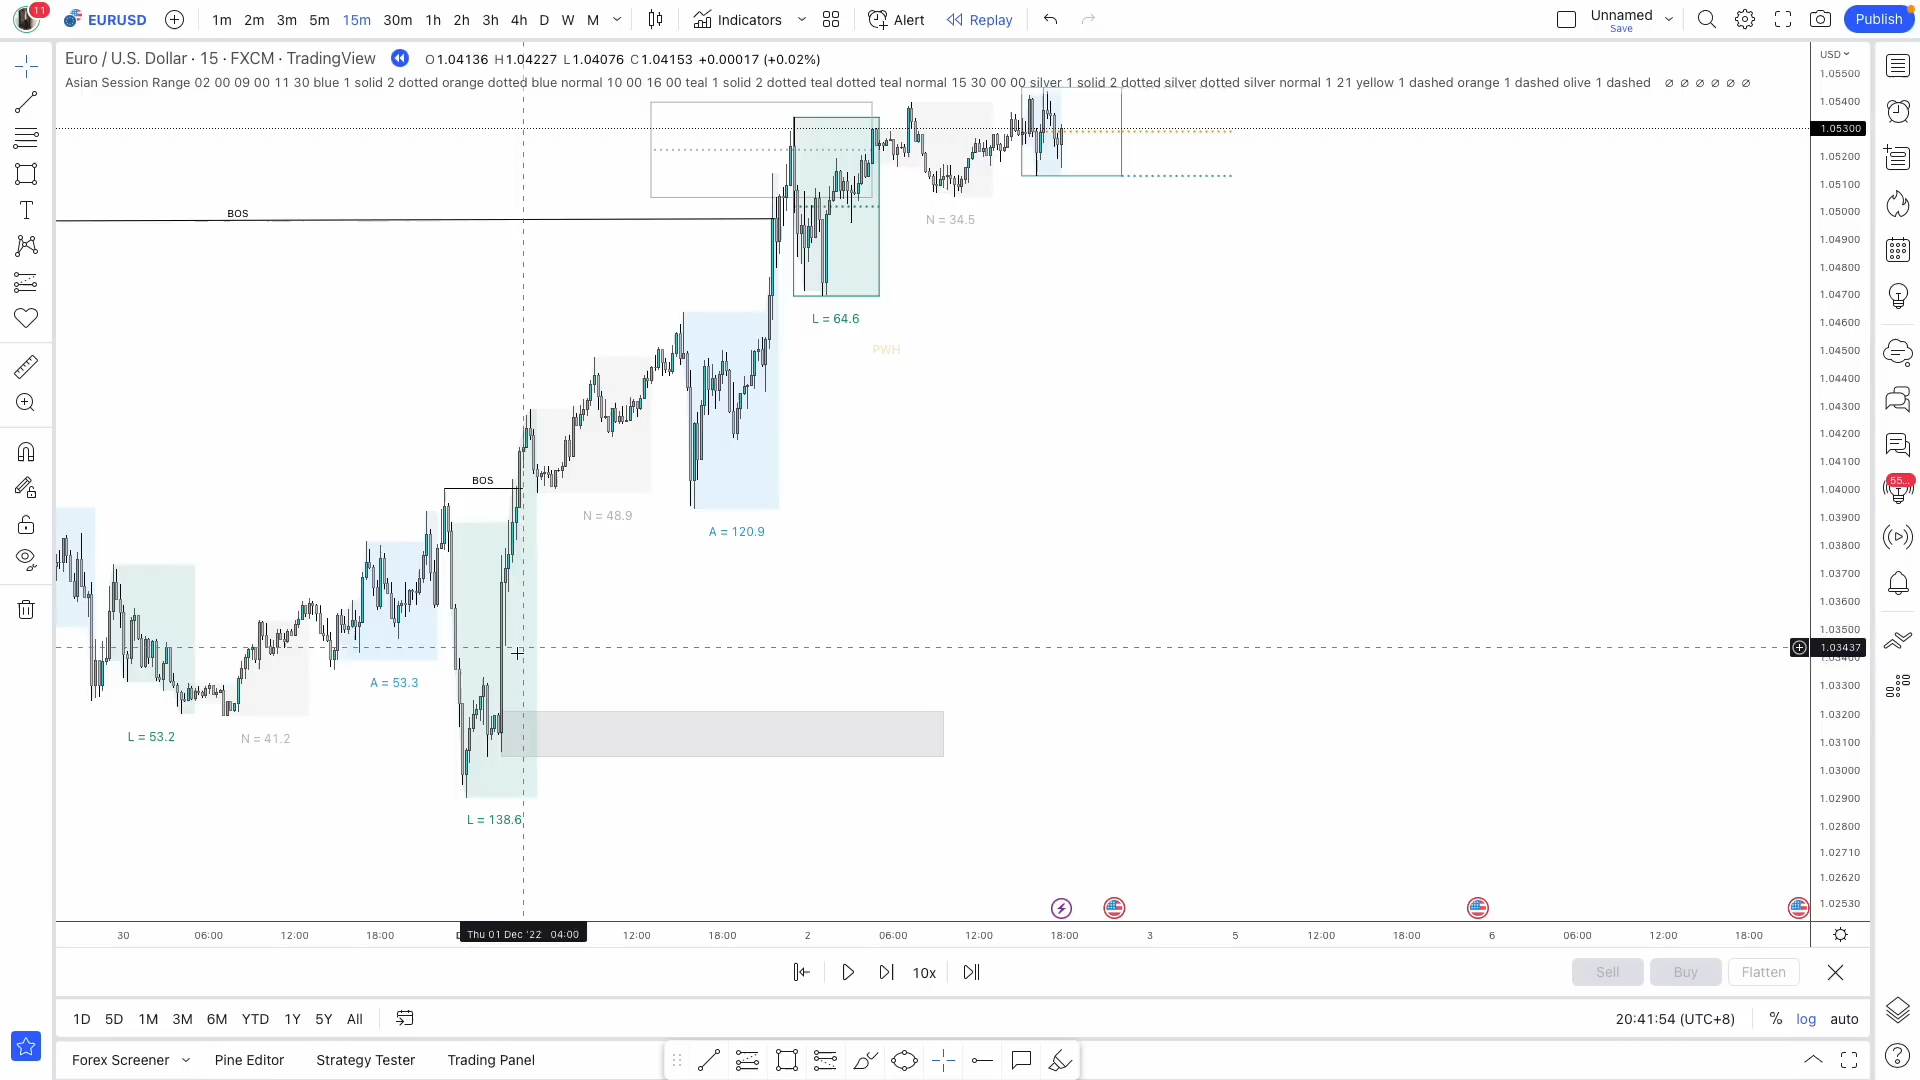 11
EURUSD
1m 2m 3m 5m 15m 30m 1h 2h 3h 4h D W M
Indicators
Alert
Replay
Unnamed
Save
Publish
Euro / U.S. Dollar · 15 · FXCM · TradingView
O1.04136 H1.04227 L1.04076 C1.04153 +0.00017 (+0.02%)
Asian Session Range 02 00 09 00 11 30 blue 1 solid 2 dotted orange dotted blue normal 10 00 16 00 teal 1 solid 2 dotted teal dotted teal normal 15 30 00 00 silver 1 solid 2 dotted silver dotted silver normal 1 21 yellow 1 dashed orange 1 dashed olive 1 dashed
USD
1.05500
1.05400
1.05300
1.05200
1.05100
1.05000
1.04900
1.04800
1.04700
1.04600
1.04500
1.04400
1.04300
1.04200
1.04100
1.04000
1.03900
1.03800
1.03700
1.03600
1.03500
1.03437
1.03400
1.03300
1.03200
1.03100
1.03000
1.02900
1.02800
1.02710
1.02620
1.02530
BOS
N = 34.5
L = 64.6
PWH
BOS
N = 48.9
A = 120.9
A = 53.3
L = 53.2
N = 41.2
L = 138.6
55...
30 06:00 12:00 18:00 Thu 01 Dec '22 04:00 12:00 18:00 2 06:00 12:00 18:00 3 5 12:00 18:00 6 06:00 12:00 18:00
10x
Sell
Buy
Flatten
1D 5D 1M 3M 6M YTD 1Y 5Y All
20:41:54 (UTC+8)
% log auto
Forex Screener
Pine Editor
Strategy Tester
Trading Panel